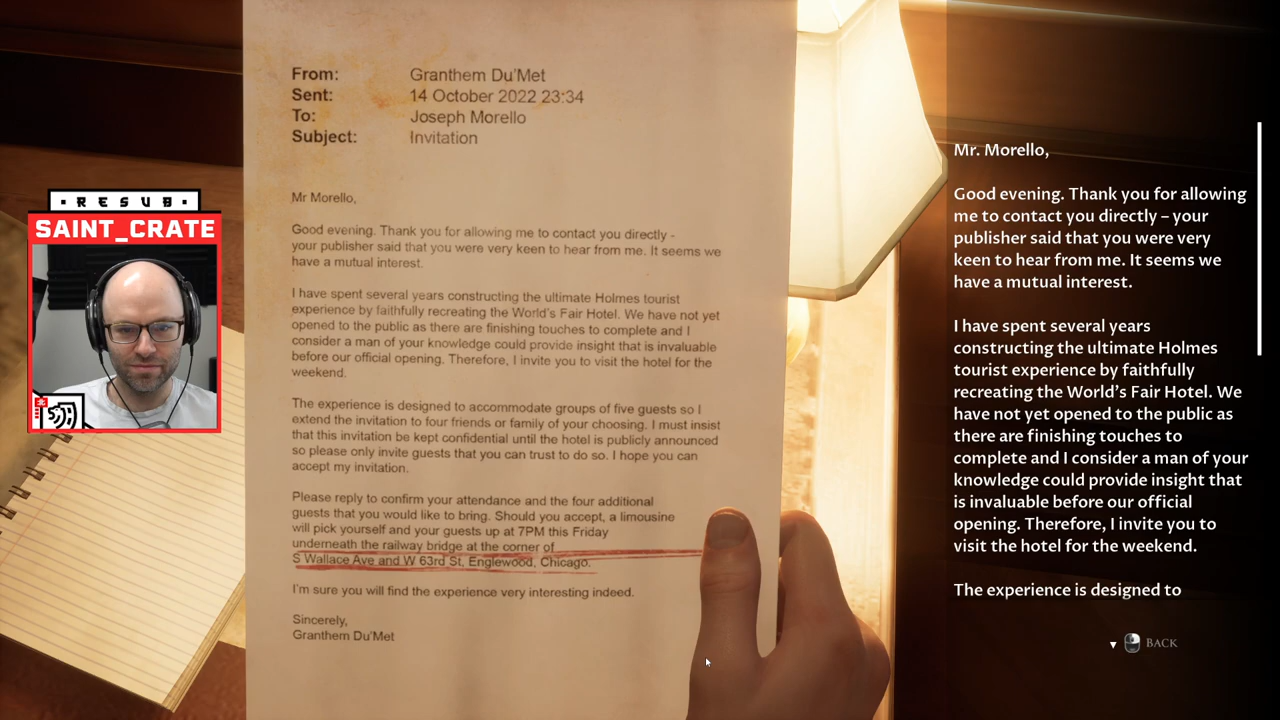 From: Granthem Du'Met
Sent: 14 October 2022 23:34
To: Joseph Morello
Subject: Invitation
Mr Morello,
Good evening. Thank you for allowing me to contact you directly -
your publisher said that you were very keen to hear from me. It seems we
have a mutual interest.
I have spent several years constructing the ultimate Holmes tourist
experience by faithfully recreating the World's Fair Hotel. We have not yet
opened to the public as there are finishing touches to complete and I
consider a man of your knowledge could provide insight that is invaluable
before our official opening. Therefore, I invite you to visit the hotel for the
weekend.
The experience is designed to accommodate groups of five guests so I
extend the invitation to four friends or family of your choosing. I must insist
that this invitation be kept confidential until the hotel is publicly announced
so please only invite guests that you can trust to do so. I hope you can
accept my invitation.
Please reply to confirm your attendance and the four additional
guests that you would like to bring. Should you accept, a limousine
will pick yourself and your guests up at 7PM this Friday
underneath the railway bridge at the corner of
S Wallace Ave and W 63rd St, Englewood, Chicago.
I'm sure you will find the experience very interesting indeed.
Sincerely,
Granthem Du'Met
RESUB
SAINT_CRATE
Mr. Morello,
Good evening. Thank you for allowing
me to contact you directly – your
publisher said that you were very
keen to hear from me. It seems we
have a mutual interest.
I have spent several years
constructing the ultimate Holmes
tourist experience by faithfully
recreating the World's Fair Hotel. We
have not yet opened to the public as
there are finishing touches to
complete and I consider a man of your
knowledge could provide insight that
is invaluable before our official
opening. Therefore, I invite you to
visit the hotel for the weekend.
The experience is designed to
BACK